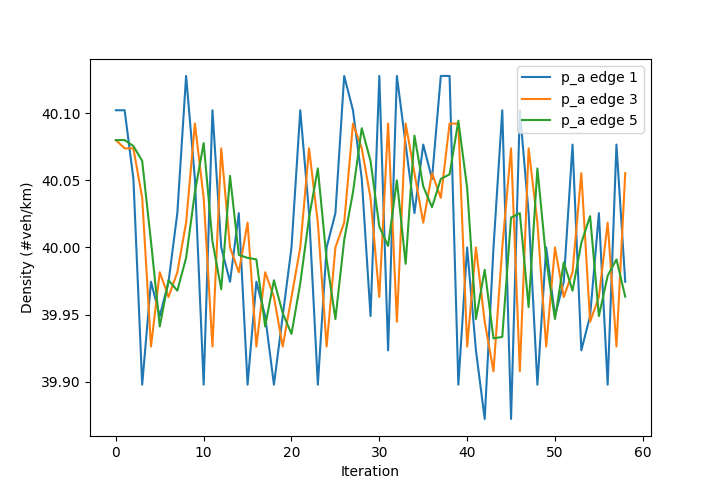 p_a edge 1
p_a edge 3
p_a edge 5
40.10
40.05
40.00
39.95
39.90
Density (#veh/km)
0 10 20 30 40 50 60
Iteration